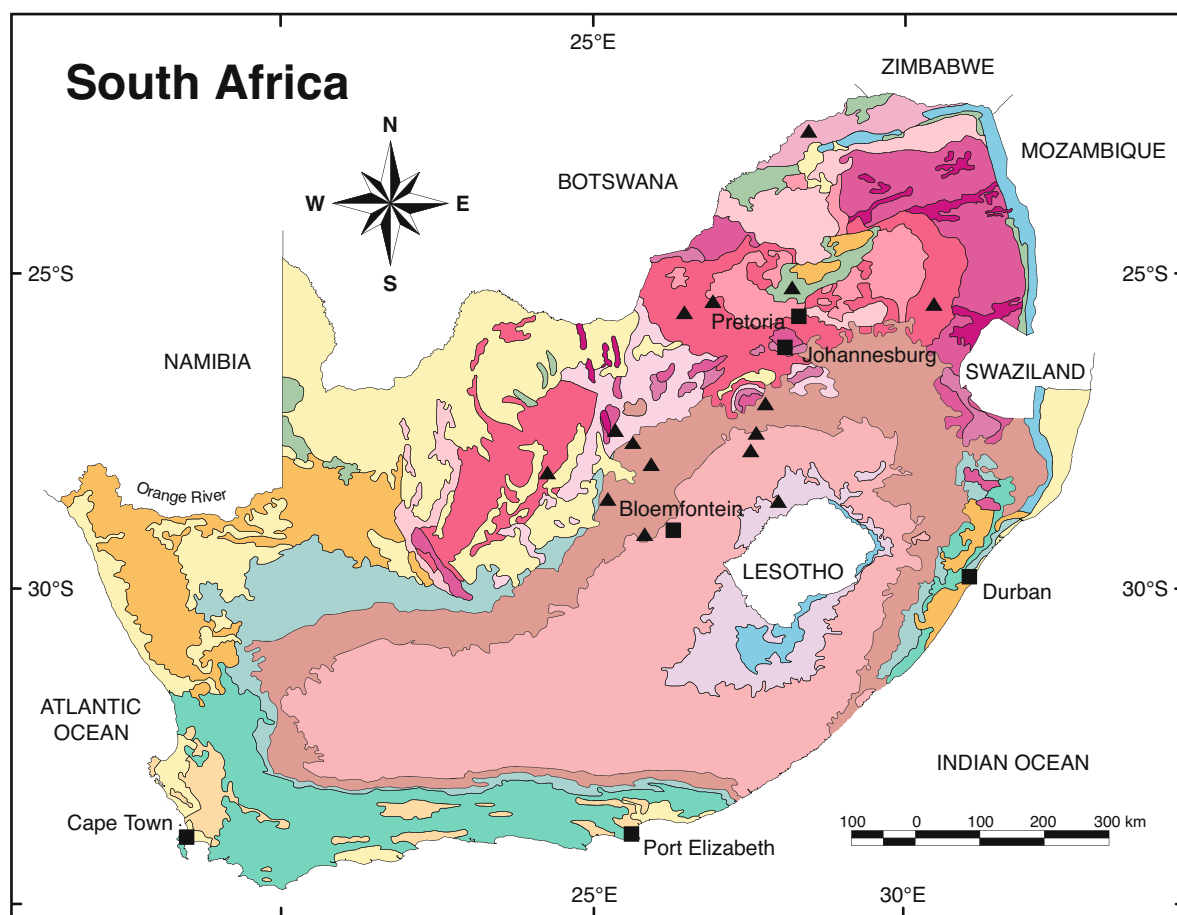 25°E
ZIMBABWE
South Africa
N
MOZAMBIQUE
BOTSWANA
W
E
S
25°S
25°S
Pretoria
Johannesburg
NAMIBIA
SWAZILAND
Orange River
Bloemfontein
LESOTHO
30°S
30°S
Durban
ATLANTIC
OCEAN
INDIAN OCEAN
Cape Town
100 0 100 200 300 km
Port Elizabeth
25°E
30°E